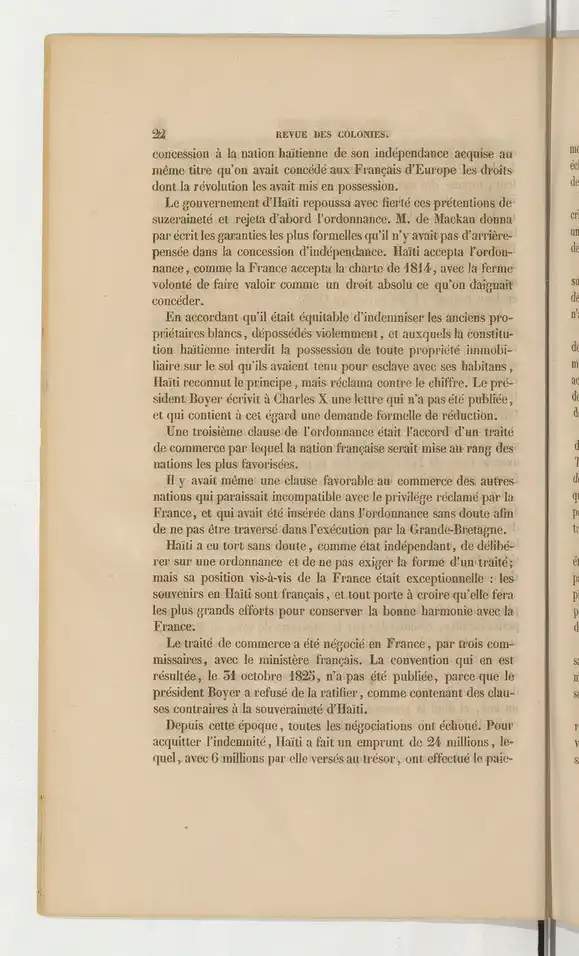 22 REVUE DES COLONIES.
concession à la nation haïtienne de son indépendance acquise au
même titre qu'on avait concédé aux Français d'Europe les droits
dont la révolution les avait mis en possession.
Le gouvernement d'Haïti repoussa avec fierté ces prétentions de
suzeraineté et rejeta d'abord l'ordonnance. M. de Mackau donna
par écrit les garanties les plus formelles qu'il n'y avait pas d'arrière-
pensée dans la concession d'indépendance. Haïti accepta l'ordon-
nance, comme la France accepta la charte de 1814, avec la ferme
volonté de faire valoir comme un droit absolu ce qu'on daignait
concéder.
En accordant qu'il était équitable d'indemniser les anciens pro-
priétaires blancs, dépossédés violemment, et auxquels la constitu-
tion haïtienne interdit la possession de toute propriété immobi-
liaire sur le sol qu'ils avaient tenu pour esclave avec ses habitans,
Haïti reconnut le principe, mais réclama contre le chiffre. Le pré-
sident Boyer écrivit à Charles X une lettre qui n'a pas été publiée,
et qui contient à cet égard une demande formelle de réduction.
Une troisième clause de l'ordonnance était l'accord d'un traité
de commerce par lequel la nation française serait mise au rang des
nations les plus favorisées.
Il y avait même une clause favorable au commerce des autres
nations qui paraissait incompatible avec le privilége réclamé par la
France, et qui avait été insérée dans l'ordonnance sans doute afin
de ne pas être traversé dans l'exécution par la Grande-Bretagne.
Haïti a eu tort sans doute, comme état indépendant, de délibé-
rer sur une ordonnance et de ne pas exiger la forme d'un traité;
mais sa position vis-à-vis de la France était exceptionnelle : les
souvenirs en Haïti sont français, et tout porte à croire qu'elle fera
les plus grands efforts pour conserver la bonne harmonie avec la
France.
Le traité de commerce a été négocié en France, par trois com-
missaires, avec le ministère français. La convention qui en est
résultée, le 31 octobre 1825, n'a pas été publiée, parce que le
président Boyer a refusé de la ratifier, comme contenant des clau-
ses contraires à la souveraineté d'Haïti.
Depuis cette époque, toutes les négociations ont échoué. Pour
acquitter l'indemnité, Haïti a fait un emprunt de 24 millions, le-
quel, avec 6 millions par elle versés au trésor, ont effectué le paie-